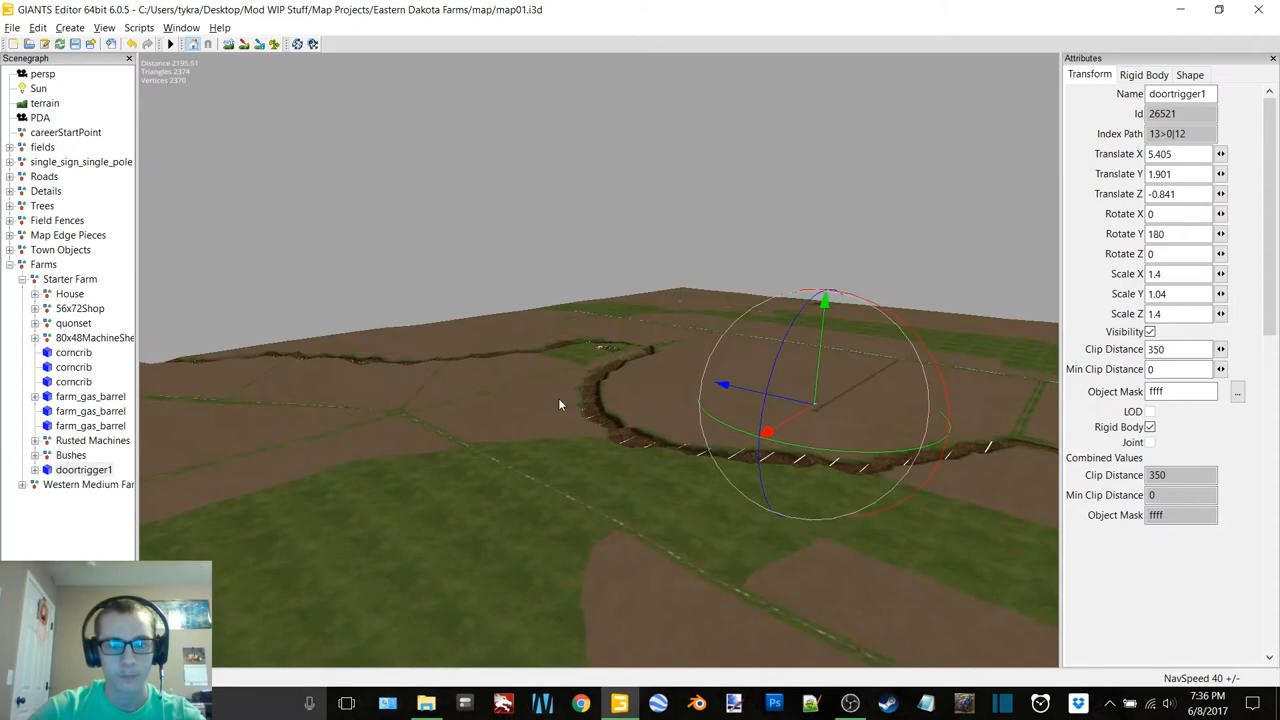 GIANTS Editor 64bit 6.0.5 - C:/Users/tykra/Desktop/Mod WIP Stuff/Map Projects/Eastern Dakota Farms/map/map01.i3d
File Edit Create View Scripts Window Help
Scenegraph
persp
Sun
terrain
PDA
careerStartPoint
fields
single_sign_single_pole
Roads
Details
Trees
Field Fences
Map Edge Pieces
Town Objects
Farms
Starter Farm
House
56x72Shop
quonset
80x48MachineShe
corncrib
corncrib
corncrib
farm_gas_barrel
farm_gas_barrel
farm_gas_barrel
Rusted Machines
Bushes
doortrigger1
Western Medium Far
Distance 2195.51
Triangles 2374
Vertices 2370
Attributes
Transform Rigid Body Shape
Name doortrigger1
Id 26521
Index Path 13>0|12
Translate X 5.405
Translate Y 1.901
Translate Z -0.841
Rotate X 0
Rotate Y 180
Rotate Z 0
Scale X 1.4
Scale Y 1.04
Scale Z 1.4
Visibility
Clip Distance 350
Min Clip Distance 0
Object Mask ffff ...
LOD
Rigid Body
Joint
Combined Values
Clip Distance 350
Min Clip Distance 0
Object Mask ffff
NavSpeed 40 +/-
7:36 PM
6/8/2017